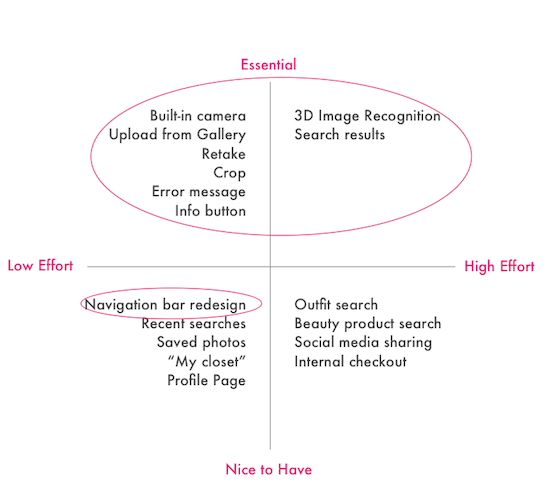 Essential
Built-in camera
Upload from Gallery
Retake
Crop
Error message
Info button
3D Image Recognition
Search results
Low Effort
High Effort
Navigation bar redesign
Recent searches
Saved photos
“My closet”
Profile Page
Outfit search
Beauty product search
Social media sharing
Internal checkout
Nice to Have